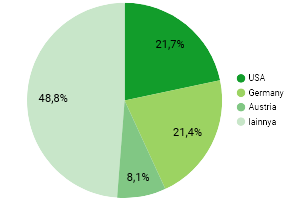 21,7%
48,8%
21,4%
8,1%
USA
Germany
Austria
lainnya